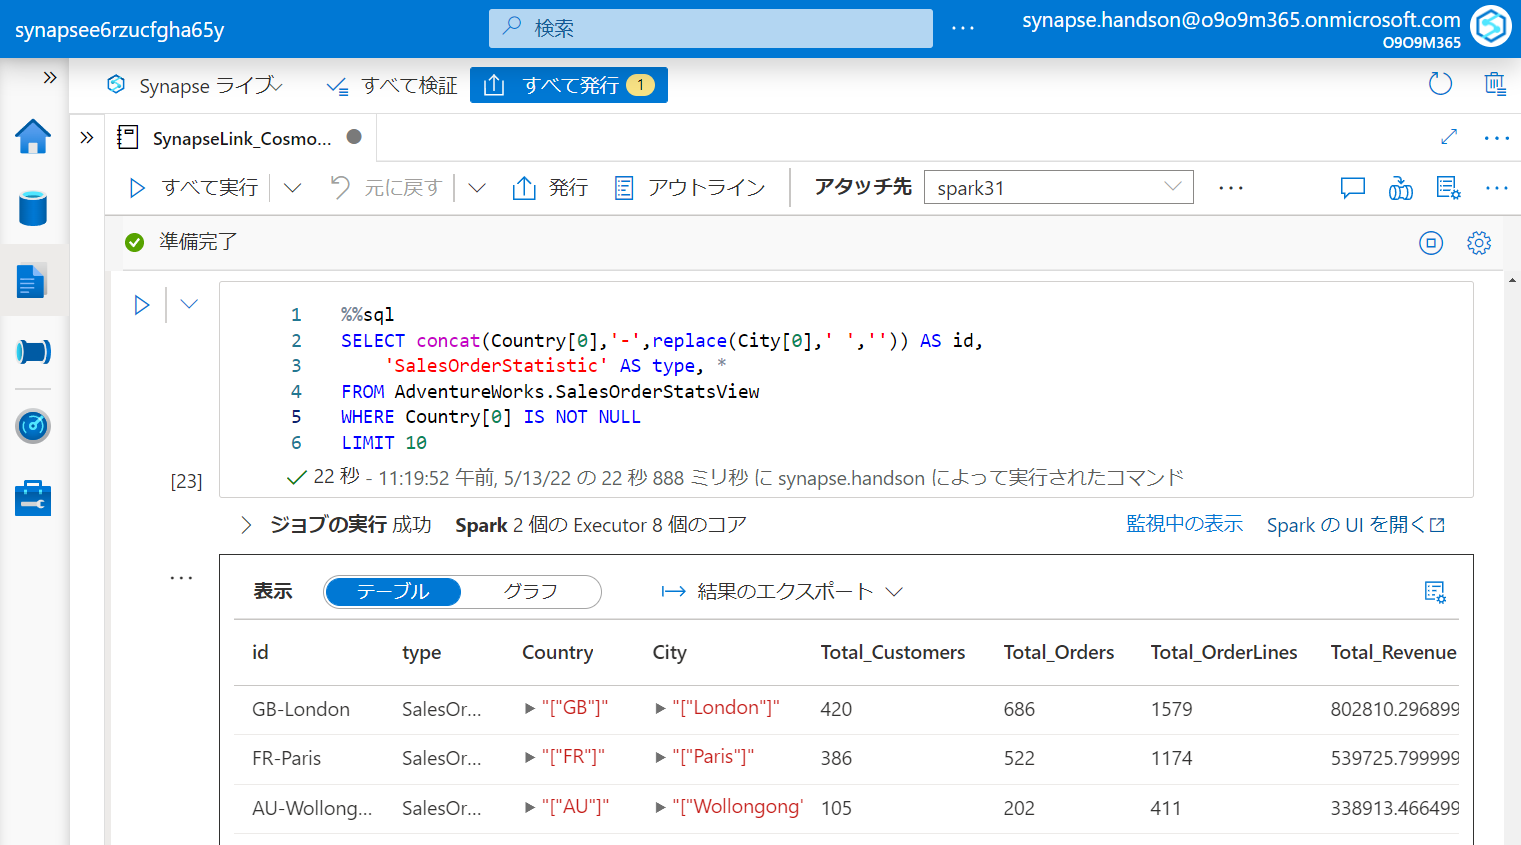 synapsee6rzucfgha65y
検索
synapse.handson@o9o9m365.onmicrosoft.com
O9O9M365
Synapse ライブ
すべて検証
すべて発行 1
SynapseLink_Cosmo...
すべて実行
元に戻す
発行
アウトライン
アタッチ先
spark31
準備完了
1 %%sql
2 SELECT concat(Country[0],'-',replace(City[0],' ','')) AS id,
3 'SalesOrderStatistic' AS type, *
4 FROM AdventureWorks.SalesOrderStatsView
5 WHERE Country[0] IS NOT NULL
6 LIMIT 10
[23]
22 秒 - 11:19:52 午前, 5/13/22 の 22 秒 888 ミリ秒 に synapse.handson によって実行されたコマンド
ジョブの実行 成功 Spark 2 個の Executor 8 個のコア
監視中の表示 Spark の UI を開く
表示 テーブル グラフ 結果のエクスポート
id type Country City Total_Customers Total_Orders Total_OrderLines Total_Revenue
GB-London SalesOr... "["GB"]" "["London"]" 420 686 1579 802810.296899
FR-Paris SalesOr... "["FR"]" "["Paris"]" 386 522 1174 539725.799999
AU-Wollong... SalesOr... "["AU"]" "["Wollongong' 105 202 411 338913.466499